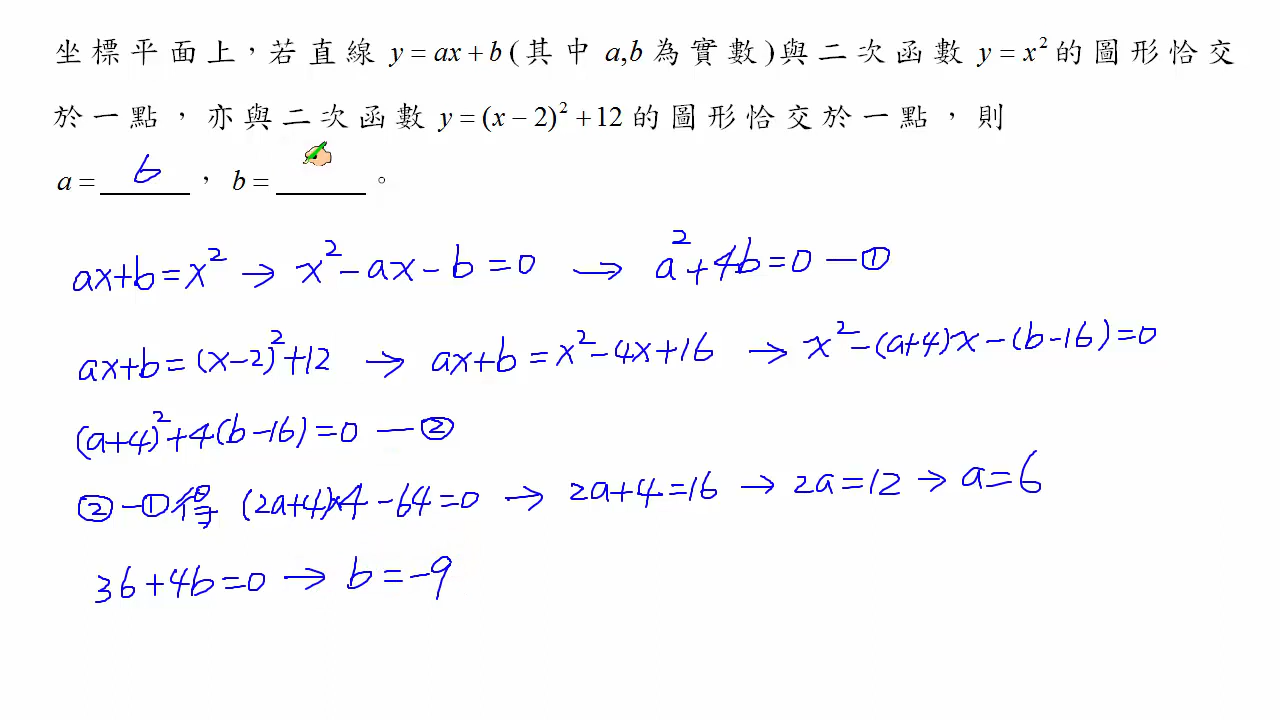 坐標平面上，若直線 y = ax + b (其中 a,b 為實數)與二次函數 y = x² 的圖形恰交
於一點，亦與二次函數 y = (x − 2)² + 12 的圖形恰交於一點，則
a = 6 ， b = ____ 。
ax+b=x² → x²−ax−b=0 → a²+4b=0 —①
ax+b=(x−2)²+12 → ax+b=x²−4x+16 → x²−(a+4)x−(b−16)=0
(a+4)²+4(b−16)=0 —②
②−①得 (2a+4)×4−64=0 → 2a+4=16 → 2a=12 → a=6
36+4b=0 → b=−9